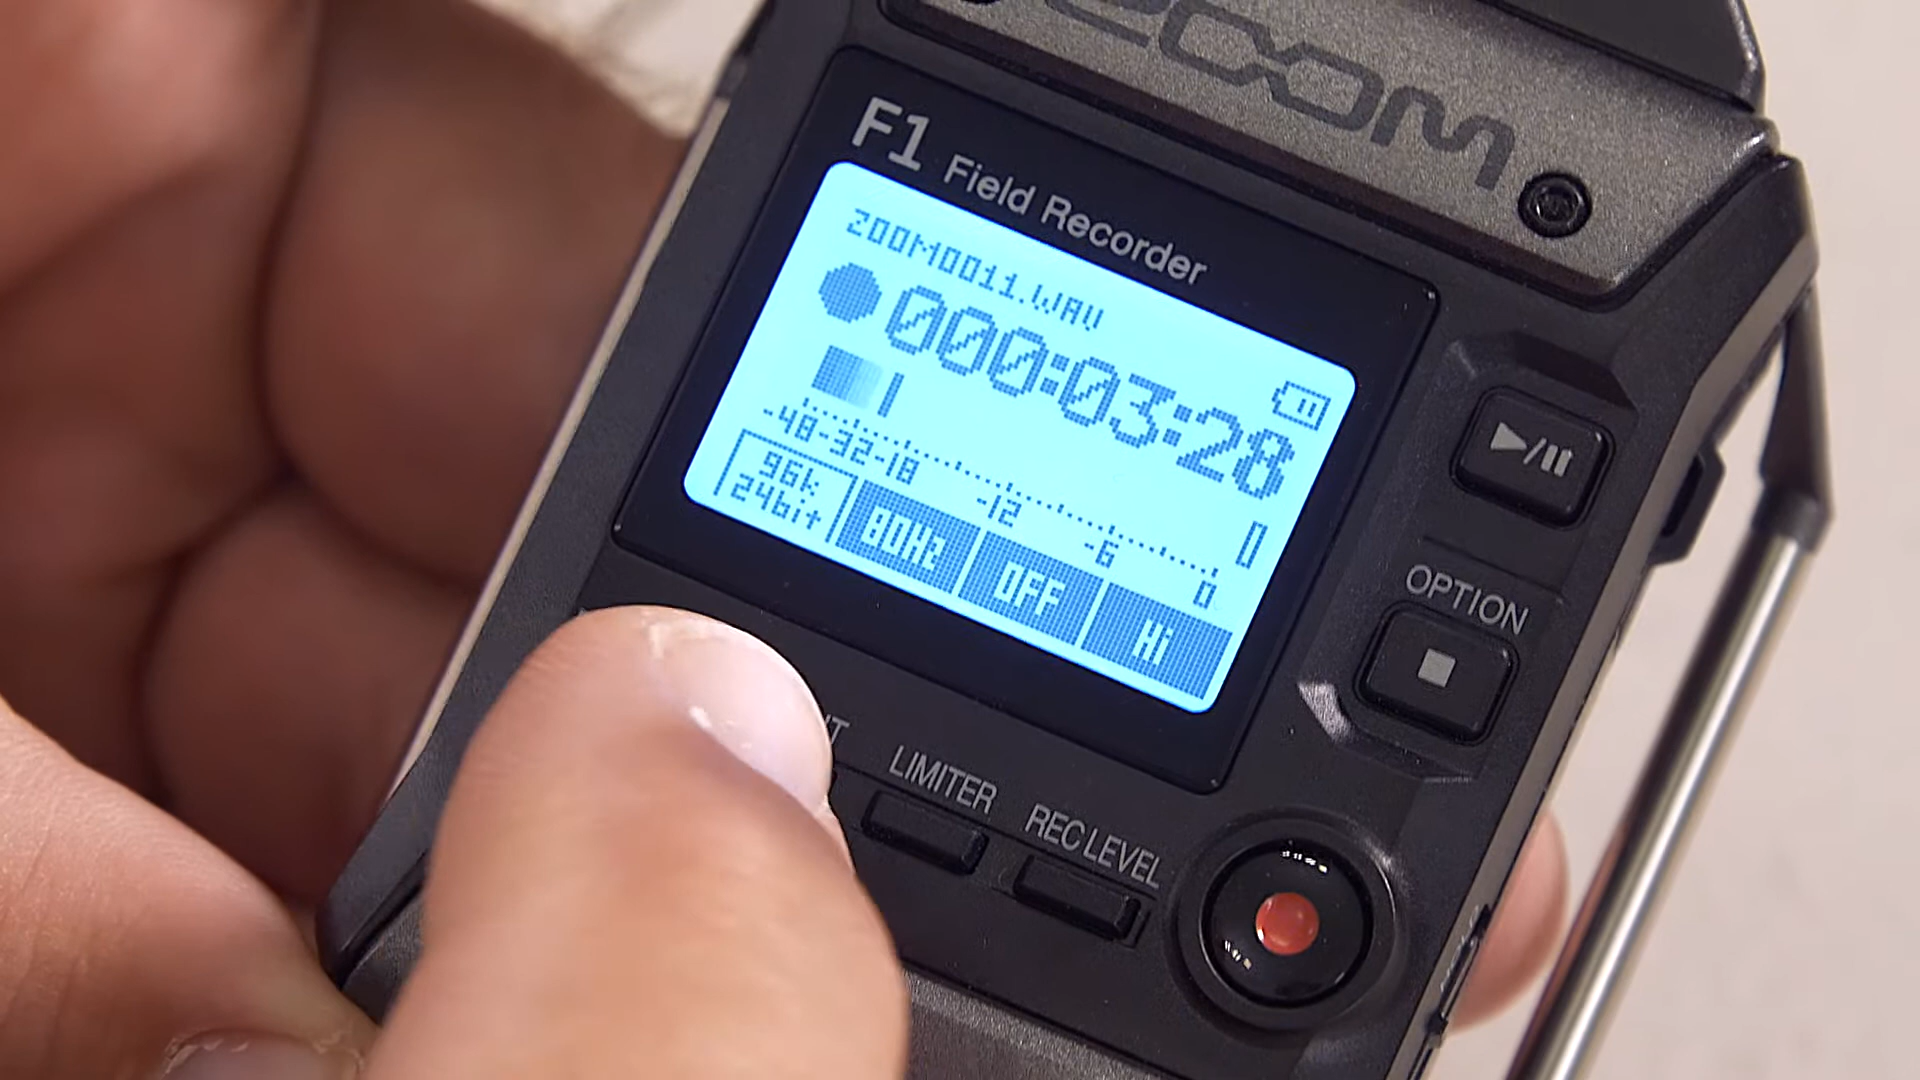 ZOOM
F1 Field Recorder
ZOOM0011.WAV
000:03:28
-48 -32 -18 -12 -6 0
96k
24bit
80Hz OFF Hi
OPTION
LIMITER
REC LEVEL